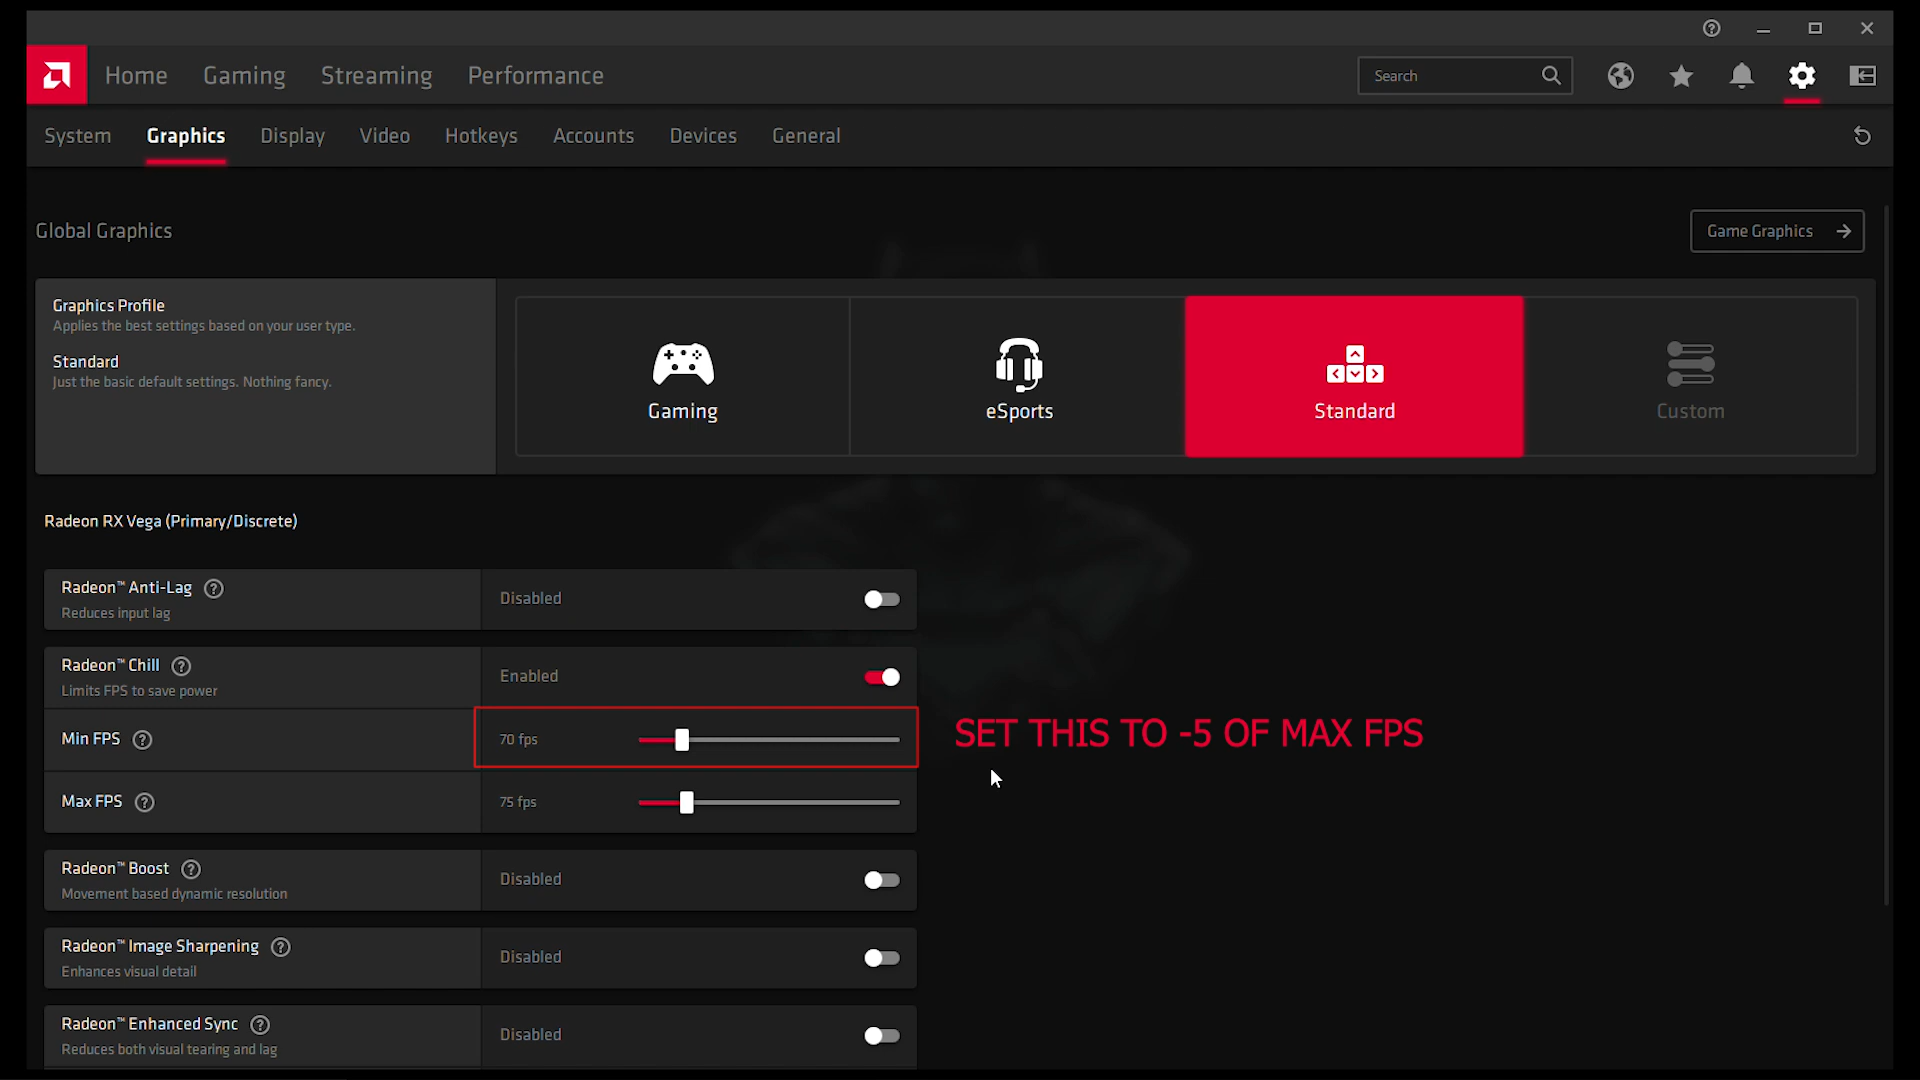 Home Gaming Streaming Performance Search
System Graphics Display Video Hotkeys Accounts Devices General
Global Graphics
Game Graphics
Graphics Profile
Applies the best settings based on your user type.
Standard
Just the basic default settings. Nothing fancy.
Gaming
eSports
Standard
Custom
Radeon RX Vega (Primary/Discrete)
Radeon™ Anti-Lag
Reduces input lag
Disabled
Radeon™ Chill
Limits FPS to save power
Enabled
Min FPS
70 fps
SET THIS TO -5 OF MAX FPS
Max FPS
75 fps
Radeon™ Boost
Movement based dynamic resolution
Disabled
Radeon™ Image Sharpening
Enhances visual detail
Disabled
Radeon™ Enhanced Sync
Reduces both visual tearing and lag
Disabled